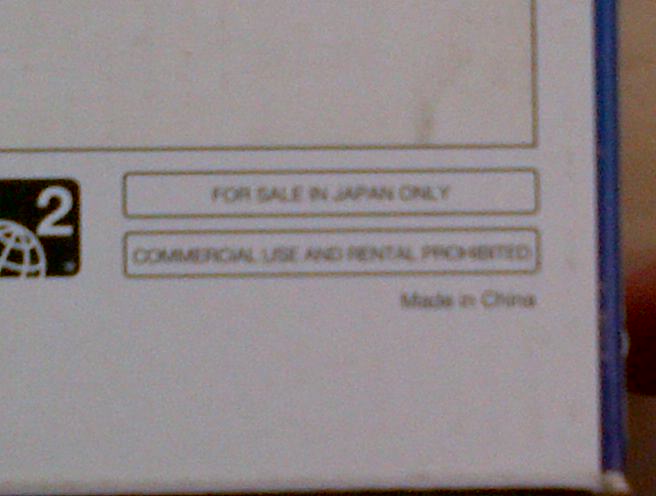 2
FOR SALE IN JAPAN ONLY
COMMERCIAL USE AND RENTAL PROHIBITED
Made in China